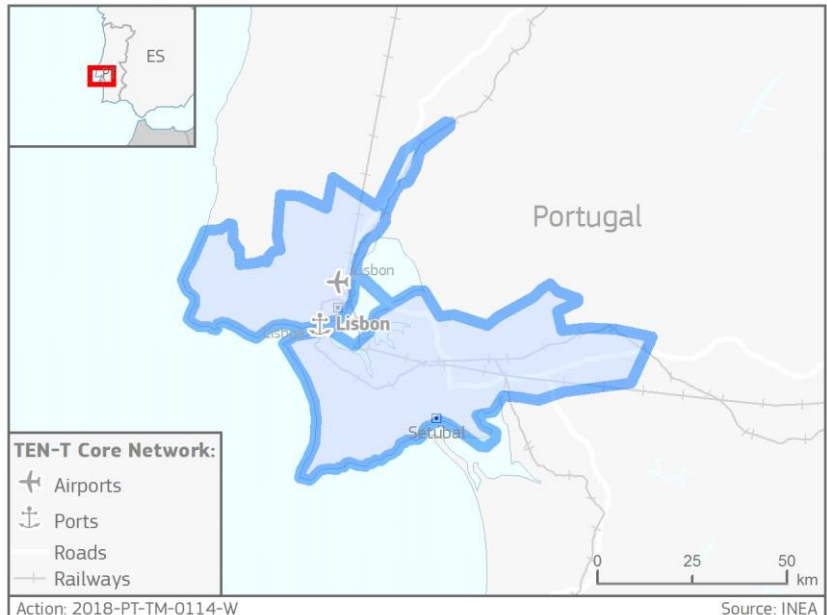 ES
Portugal
Lisbon
Lisbon
Setubal
TEN-T Core Network:
Airports
Ports
Roads
Railways
0 25 50
km
Action: 2018-PT-TM-0114-W
Source: INEA